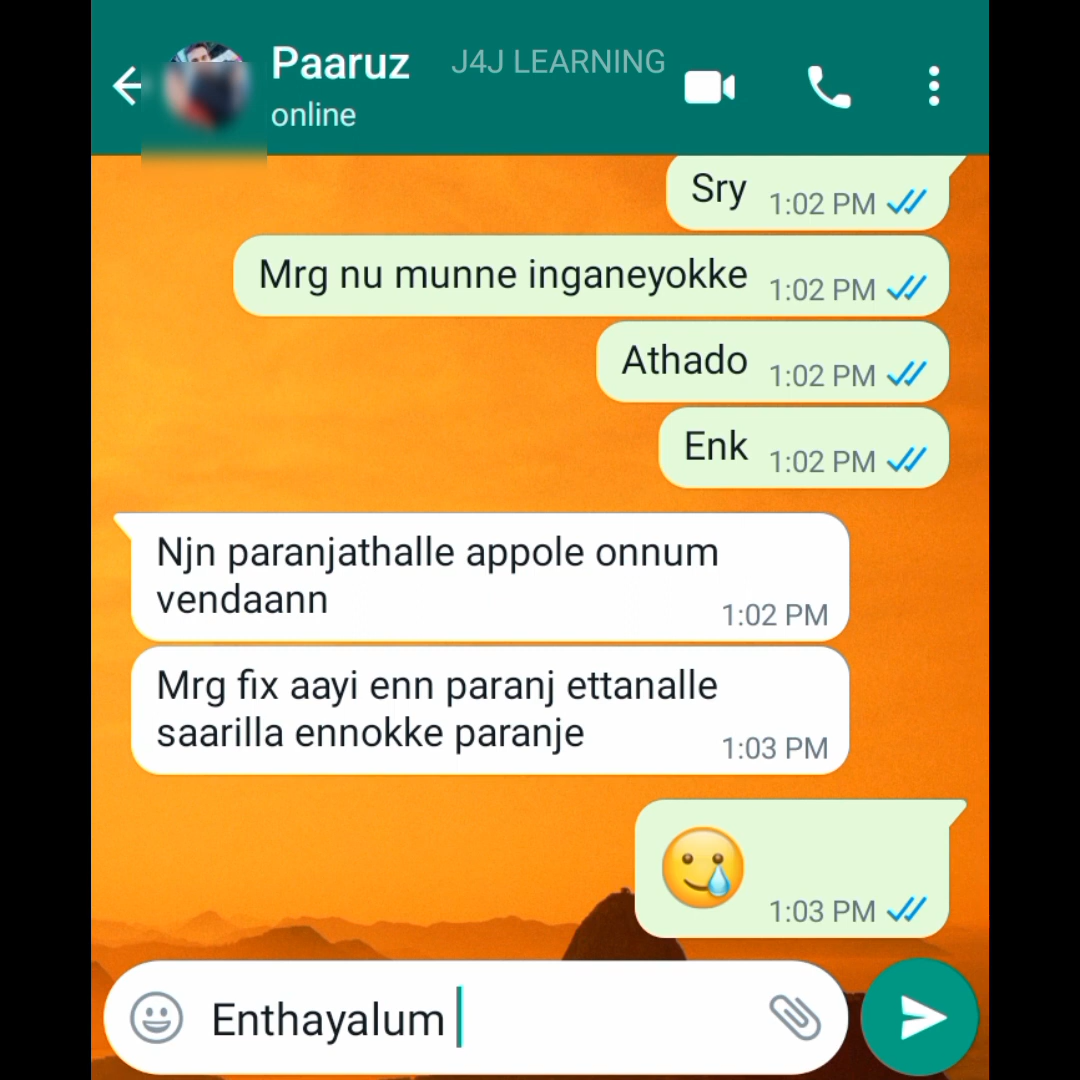 Paaruz J4J LEARNING
online
Sry 1:02 PM
Mrg nu munne inganeyokke 1:02 PM
Athado 1:02 PM
Enk 1:02 PM
Njn paranjathalle appole onnum
vendaann 1:02 PM
Mrg fix aayi enn paranj ettanalle
saarilla ennokke paranje 1:03 PM
1:03 PM
Enthayalum